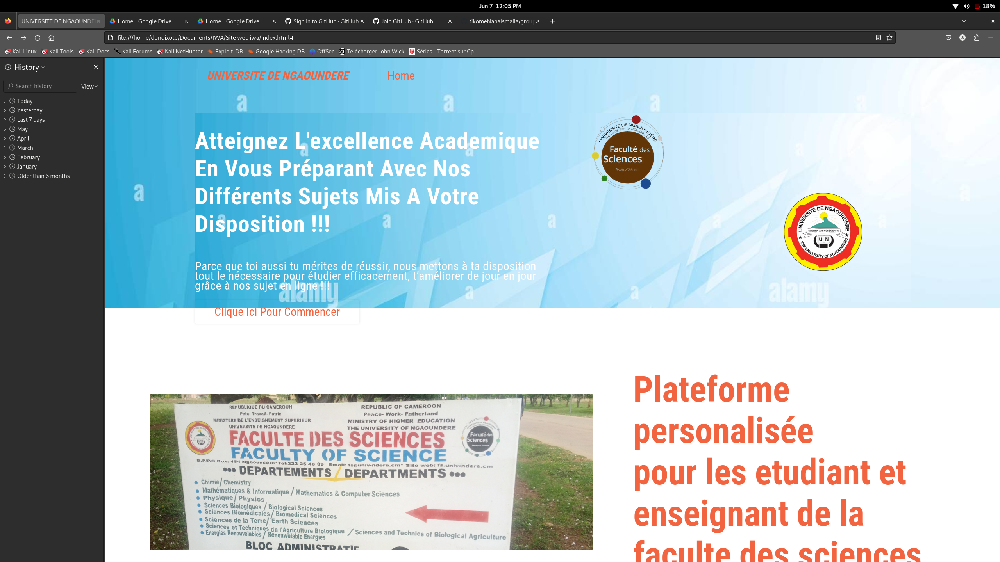 Jun 7 12:05 PM
18%
UNIVERSITE DE NGAOUNDE
Home - Google Drive
Home - Google Drive
Sign in to GitHub · GitHub
Join GitHub · GitHub
tikomeNanaIsmaila/group
file:///home/donqixote/Documents/IWA/Site web iwa/index.html#
S
Kali Linux
Kali Tools
Kali Docs
Kali Forums
Kali NetHunter
Exploit-DB
Google Hacking DB
OffSec
Télécharger John Wick
Séries - Torrent sur Cp…
History
Search history
View
Today
Yesterday
Last 7 days
May
April
March
February
January
Older than 6 months
UNIVERSITE DE NGAOUNDERE
Home
Atteignez L'excellence Academique
En Vous Préparant Avec Nos
Différents Sujets Mis A Votre
Disposition !!!
Parce que toi aussi tu mérites de réussir, nous mettons à ta disposition
tout le nécessaire pour étudier efficacement, t’améliorer de jour en jour
grâce à nos sujet en ligne !!!
Clique Ici Pour Commencer
UNIVERSITÉ DE NGAOUNDÉRÉ
THE UNIVERSITY OF NGAOUNDERE
Faculté des
Sciences
Faculty of Science
UNIVERSITE DE NGAOUNDERE
SCIENTIA ARS CONSCIENTIA
U N
THE UNIVERSITY OF NGAOUNDERE
alamy
alamy
REPUBLIQUE DU CAMEROUN
Paix- Travail- Patrie
MINISTERE DE L'ENSEIGNEMENT SUPERIEUR
UNIVERSITE DE NGAOUNDERE
REPUBLIC OF CAMEROON
Peace- Work- Fatherland
MINISTRY OF HIGHER EDUCATION
THE UNIVERSITY OF NGAOUNDERE
FACULTE DES SCIENCES
FACULTY OF SCIENCE
Faculté des
Sciences
Faculty of Science
B.P/P.O Box: 454 Ngaoundéré*Tel:222 25 40 39 Email: fs@univ-ndere.cm* Site web: fs.univ-ndere.cm
••• DEPARTEMENTS / DEPARTMENTS •••
• Chimie/ Chemistry
• Mathématiques & Informatique / Mathematics & Computer Sciences
• Physique/ Physics
• Sciences Biologiques / Biological Sciences
• Sciences Biomédicales/ Biomedical Sciences
• Sciences de la Terre/ Earth Sciences
• Sciences et Techniques de l'Agriculture Biologique / Sciences and Technics of Biological Agriculture
• Energies Renouvelables / Renouwelable Energies
BLOC ADMINISTRATIF
Plateforme
personalisée
pour les etudiant et
enseignant de la
faculte des sciences.